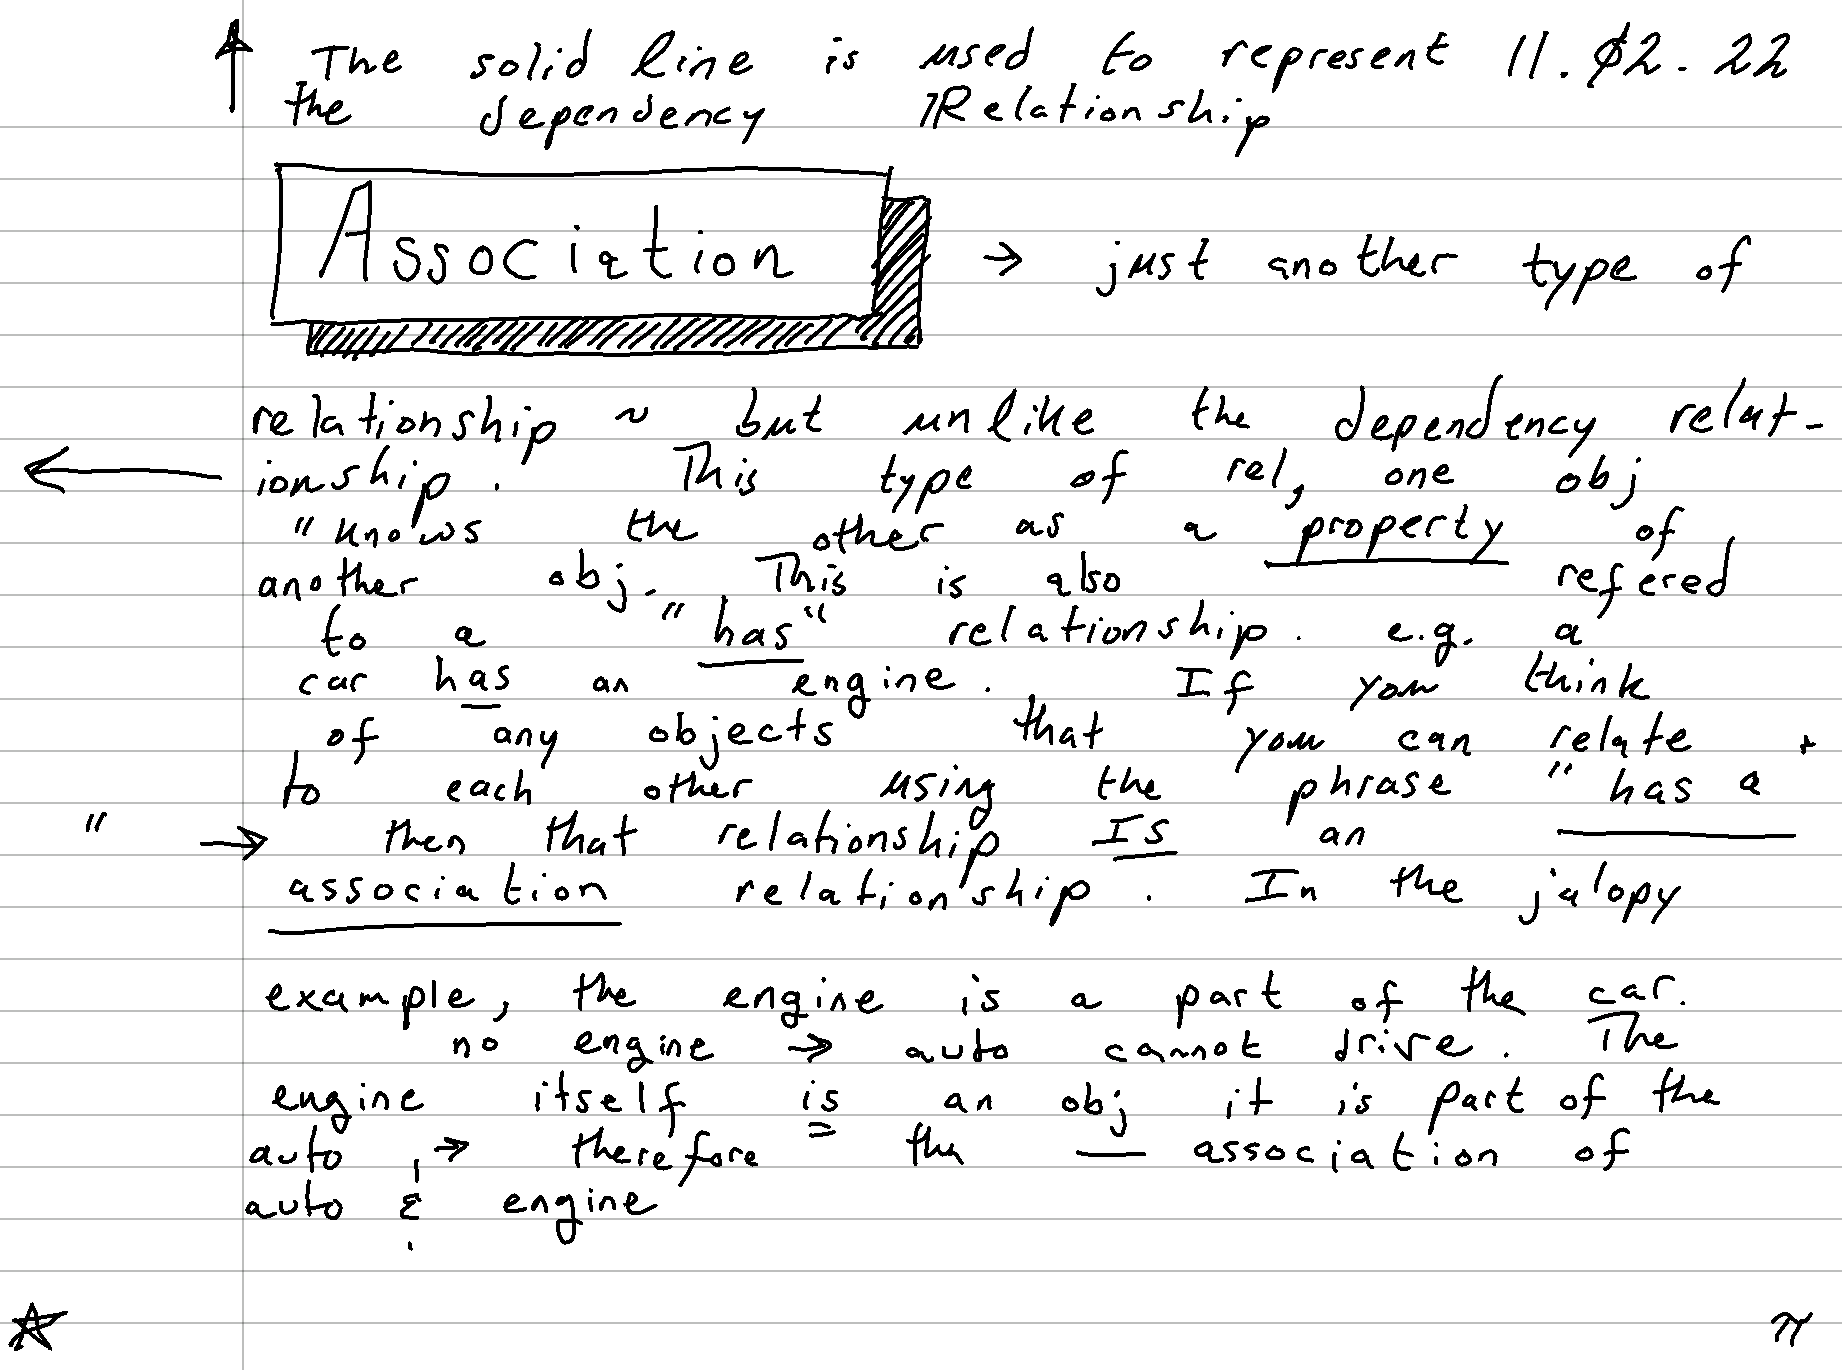 The solid line is used to represent 11.02.22
the dependency Relationship
Association → just another type of
relationship ~ but unlike the dependency relat-
← ionship. This type of rel, one obj
"knows the other as a property of
another obj." This is also refered
to a "has" relationship. e.g. a
car has an engine. If you think
of any objects that you can relate +
to each other using the phrase "has a
" → then that relationship IS an
association relationship. In the jalopy
example, the engine is a part of the car.
no engine → auto cannot drive. The
engine itself is an obj it is part of the
auto → therefore the — association of
auto & engine
π